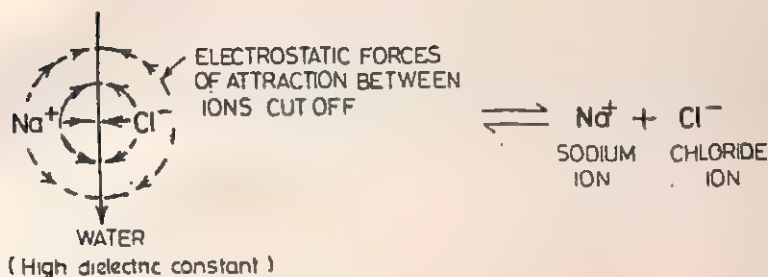 ELECTROSTATIC FORCES
OF ATTRACTION BETWEEN
IONS CUT OFF
Na⁺ Cl⁻ ⇌ Na⁺ + Cl⁻
SODIUM CHLORIDE
ION ION
WATER
(High dielectric constant)